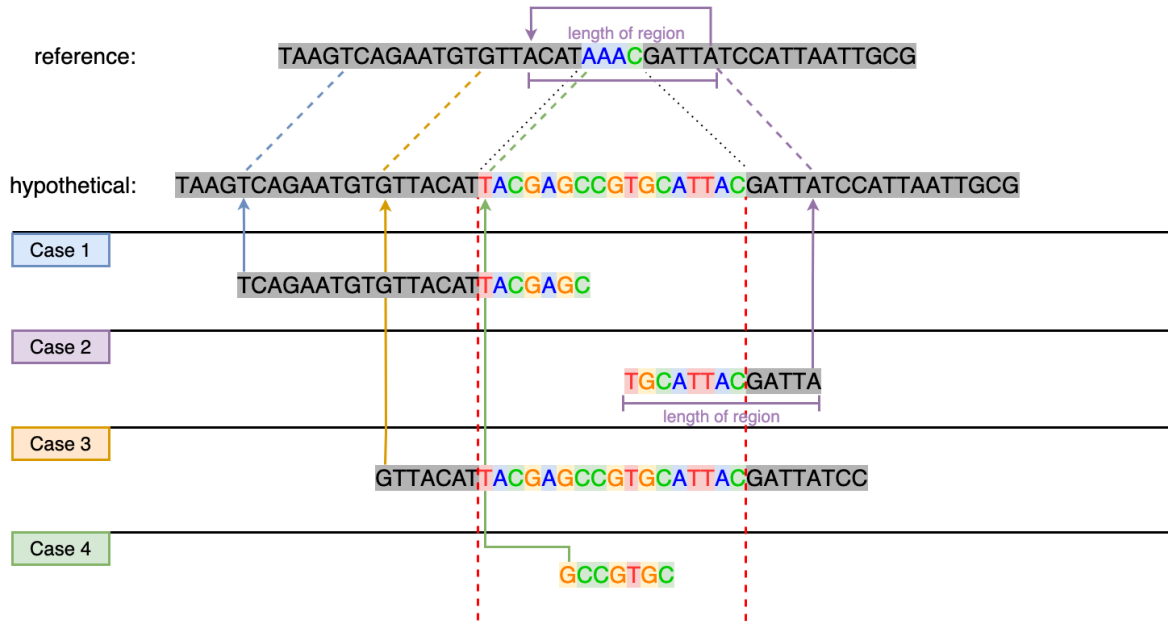 length of region
reference: TAAGTCAGAATGTGTTACATAAACGATTATCCATTAATTGCG
hypothetical: TAAGTCAGAATGTGTTACATTACGAGCCGTGCATTACGATTATCCATTAATTGCG
Case 1
TCAGAATGTGTTACATTACGAGC
Case 2
TGCATTACGATTA
length of region
Case 3
GTTACATTACGAGCCGTGCATTACGATTATCC
Case 4
GCCGTGC